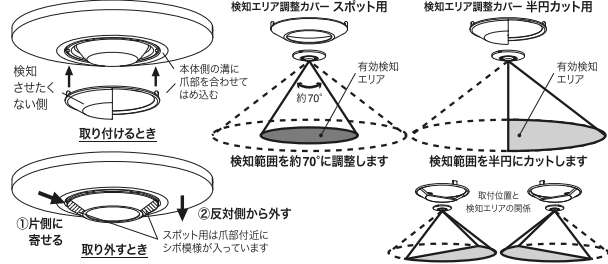 検知
させたく
ない側
本体側の溝に
爪部を合わせて
はめ込む
取り付けるとき
①片側に
寄せる
②反対側から外す
スポット用は爪部付近に
シボ模様が入っています
取り外すとき
検知エリア調整カバー スポット用
有効検知
エリア
約70°
検知範囲を約70°に調整します
検知エリア調整カバー 半円カット用
有効検知
エリア
検知範囲を半円にカットします
取付位置と
検知エリアの関係